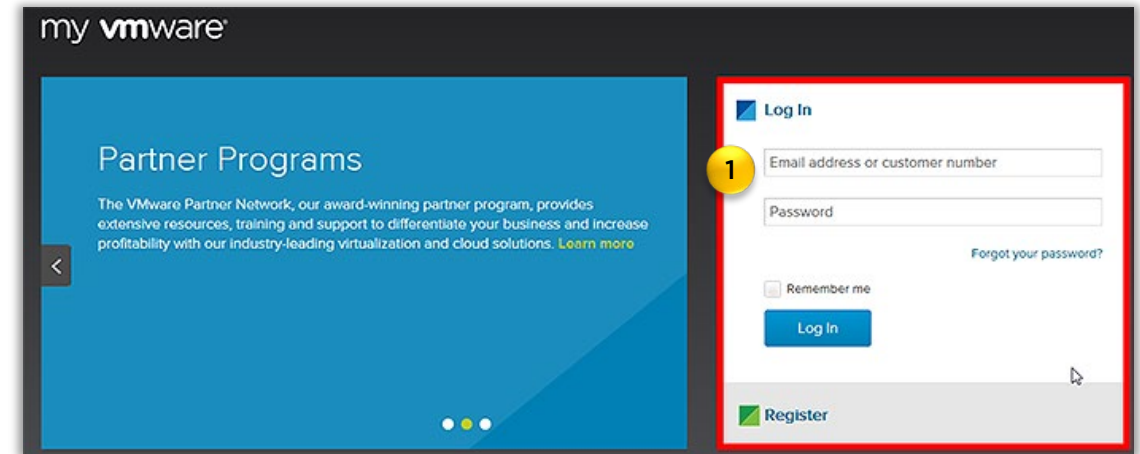 my vmware
Partner Programs
The VMware Partner Network, our award-winning partner program, provides
extensive resources, training and support to differentiate your business and increase
profitability with our industry-leading virtualization and cloud solutions. Learn more
<
Log In
1
Email address or customer number
Password
Forgot your password?
Remember me
Log In
Register